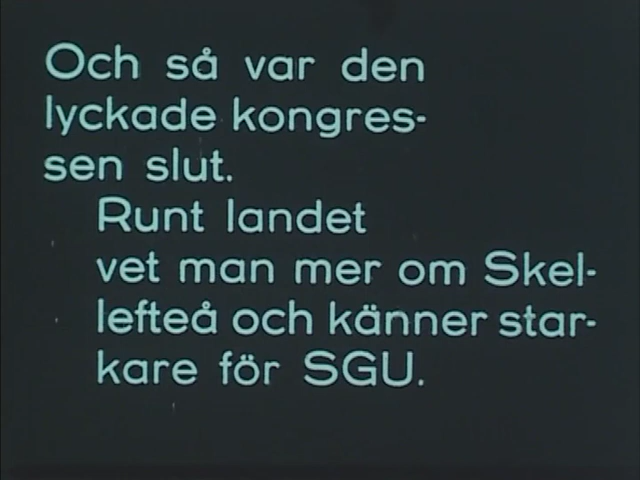 Och så var den
lyckade kongres-
sen slut.
Runt landet
vet man mer om Skel-
lefteå och känner star-
kare för SGU.